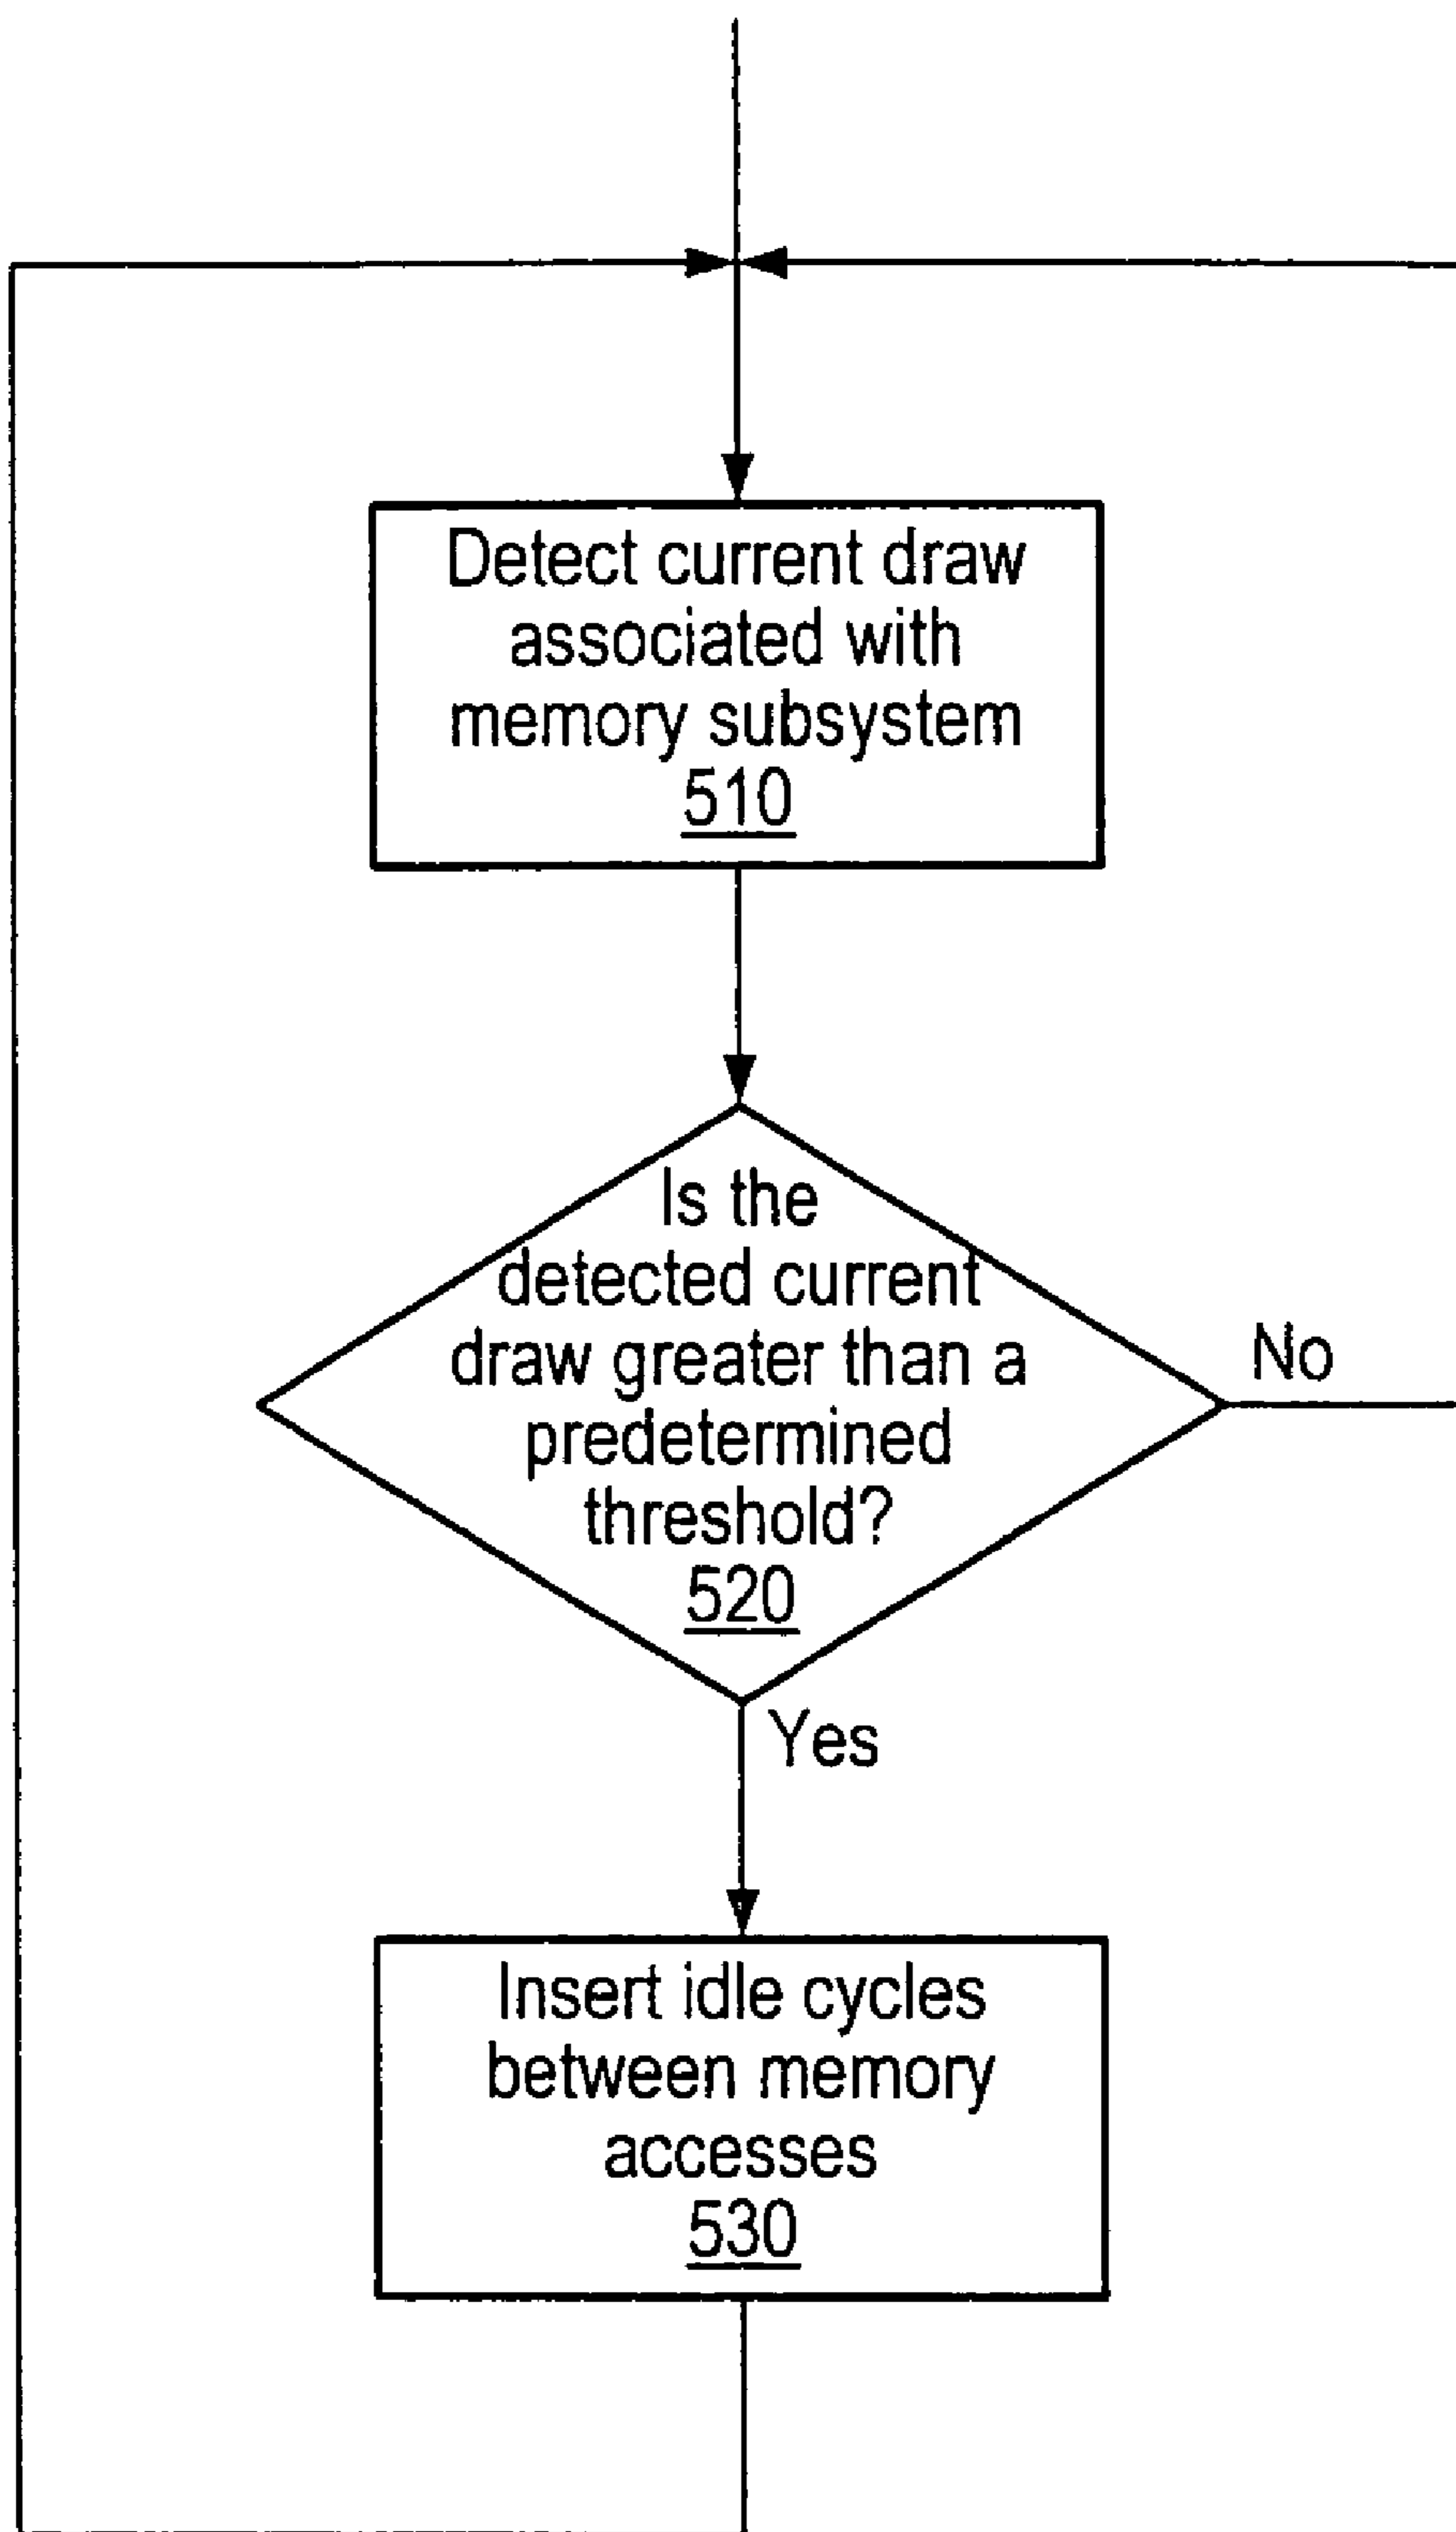 Detect current draw
associated with
memory subsystem
510
Is the
detected current
draw greater than a
predetermined
threshold?
520
No
Yes
Insert idle cycles
between memory
accesses
530